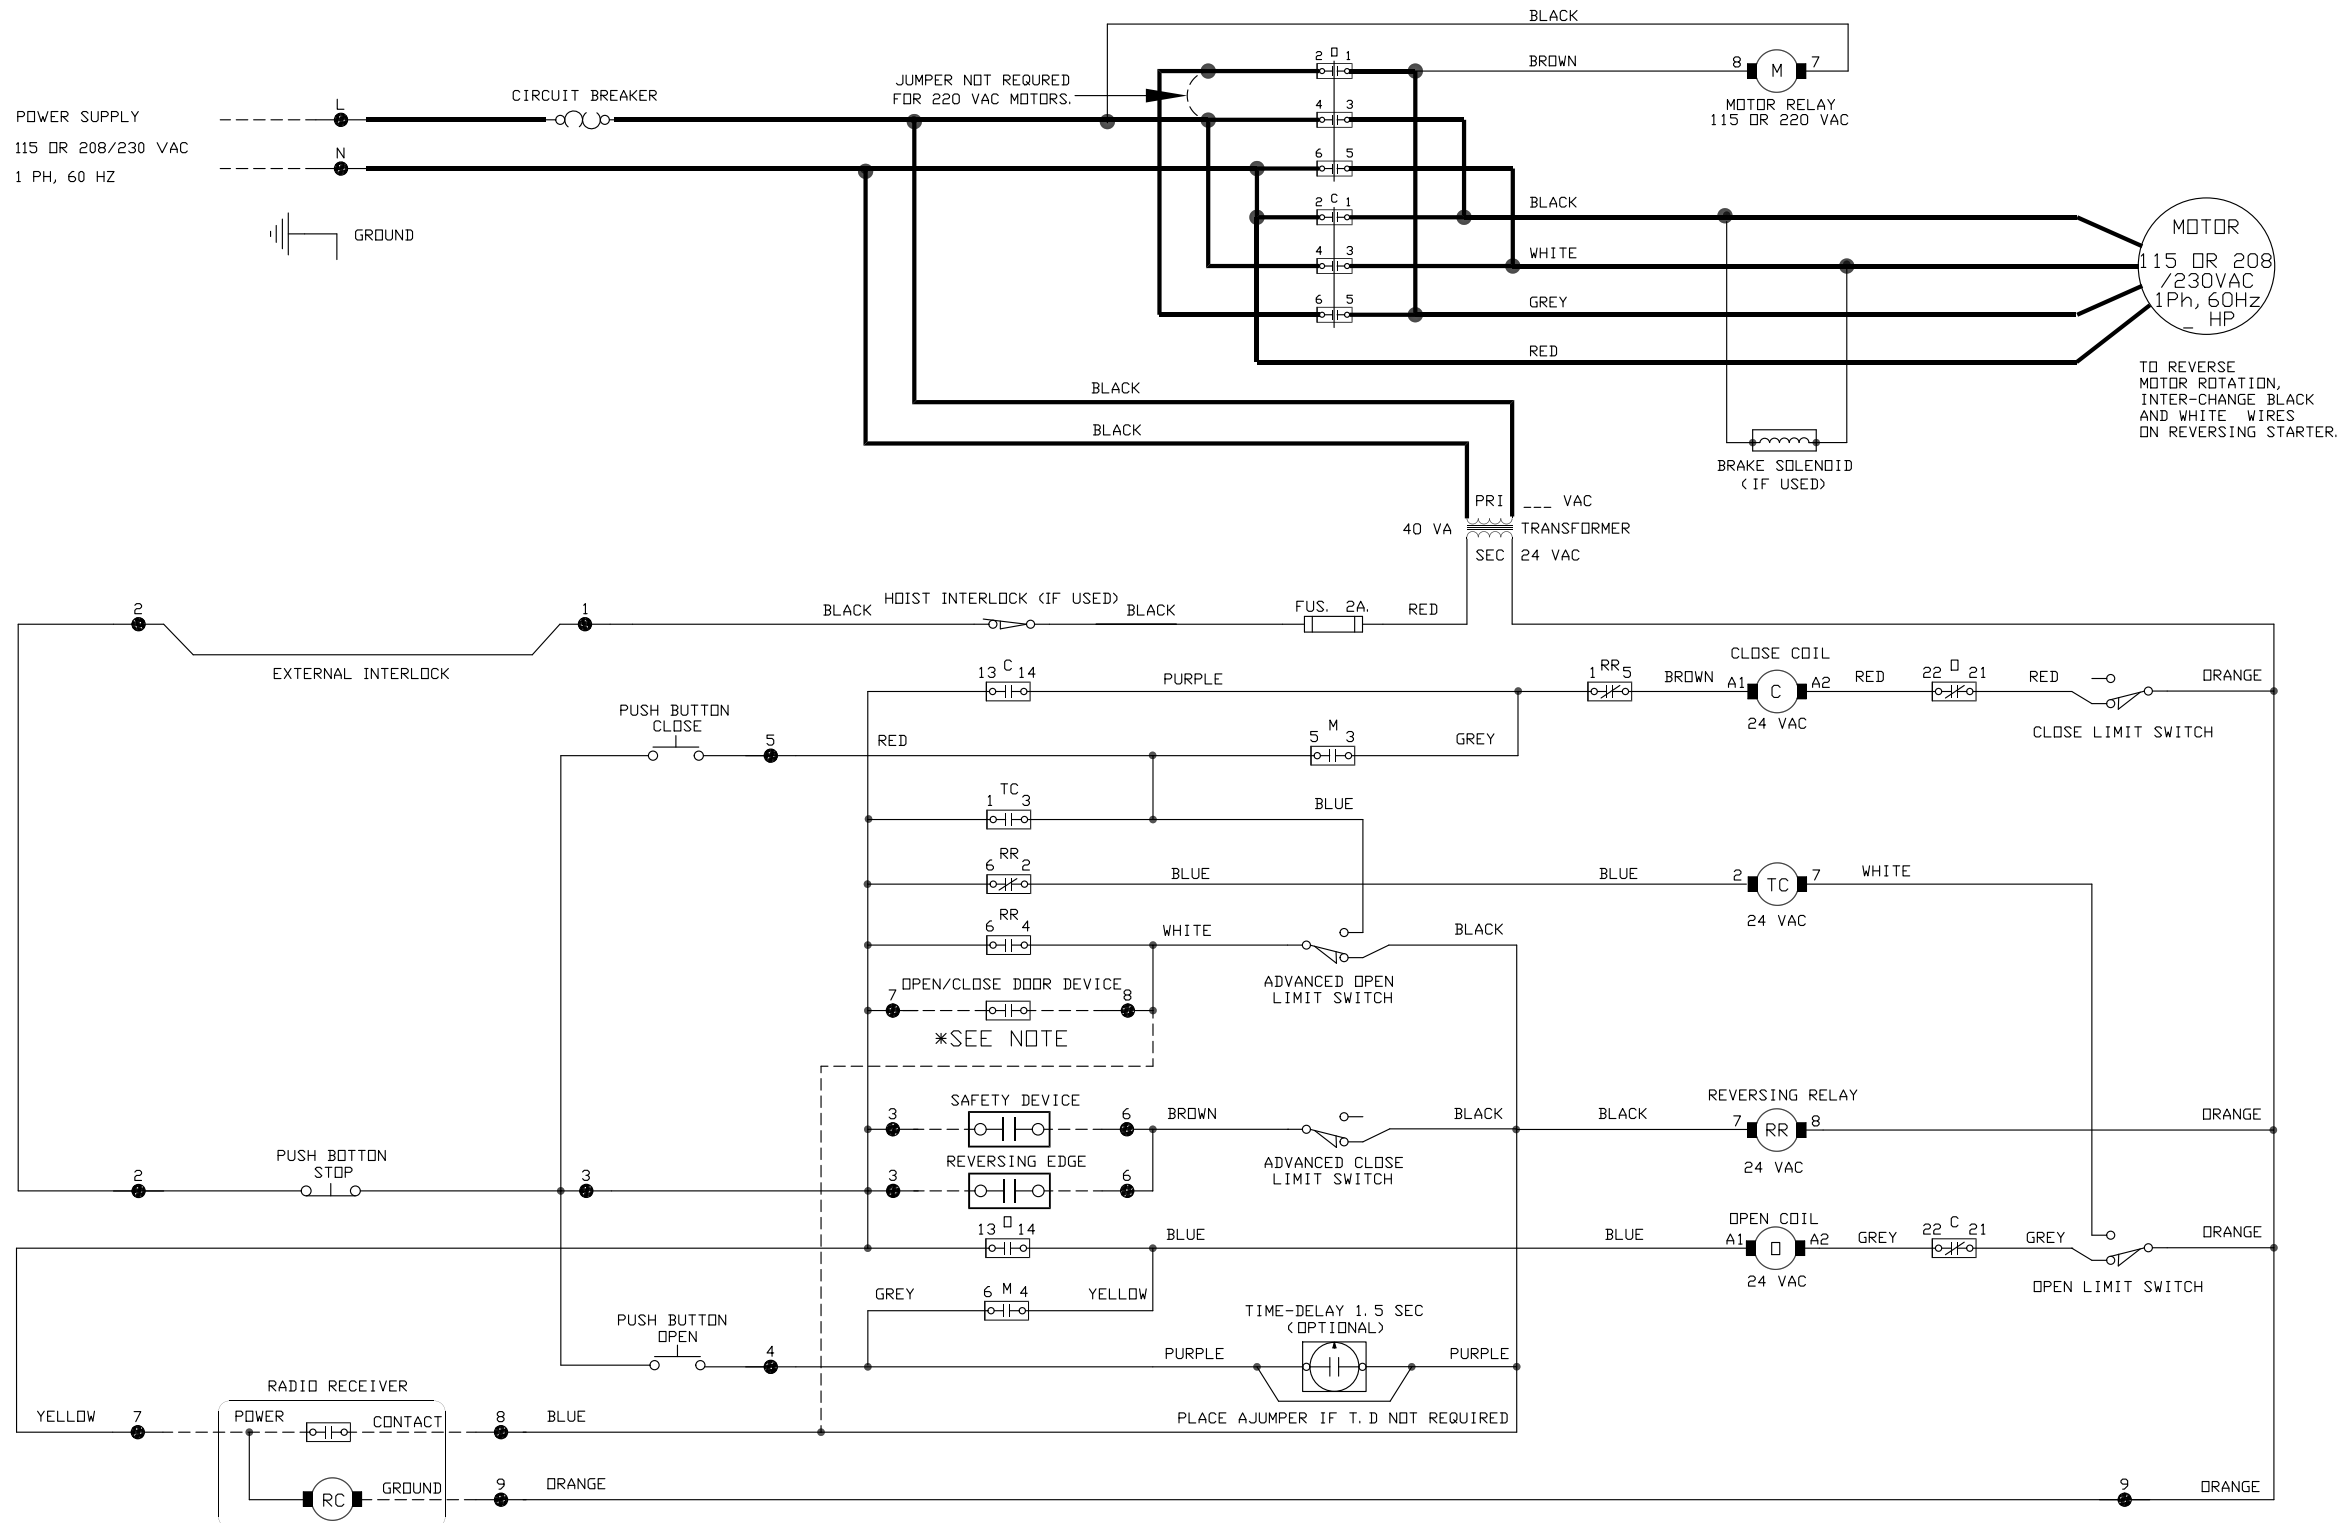 BLACK
2 O 1
BROWN
8 M 7
MOTOR RELAY
115 OR 220 VAC
JUMPER NOT REQURED
FOR 220 VAC MOTORS.
CIRCUIT BREAKER
L
4 3
POWER SUPPLY
115 OR 208/230 VAC
1 PH, 60 HZ
N
6 5
GROUND
2 C 1
BLACK
4 3
WHITE
6 5
GREY
RED
MOTOR
115 OR 208
/230VAC
1Ph, 60Hz
_ HP
TO REVERSE
MOTOR ROTATION,
INTER-CHANGE BLACK
AND WHITE WIRES
ON REVERSING STARTER.
BLACK
BLACK
BRAKE SOLENOID
(IF USED)
PRI ___ VAC
40 VA TRANSFORMER
SEC 24 VAC
2
1
BLACK
HOIST INTERLOCK (IF USED)
BLACK
FUS. 2A.
RED
EXTERNAL INTERLOCK
13 C 14
PURPLE
RR
1 5
BROWN
CLOSE COIL
A1 C A2
24 VAC
RED
22 O 21
RED
ORANGE
CLOSE LIMIT SWITCH
PUSH BUTTON
CLOSE
5
RED
M
5 3
GREY
TC
1 3
BLUE
RR
6 2
BLUE
BLUE
2 TC 7
24 VAC
WHITE
RR
6 4
WHITE
BLACK
ADVANCED OPEN
LIMIT SWITCH
OPEN/CLOSE DOOR DEVICE
7 8
*SEE NOTE
SAFETY DEVICE
3 6
BROWN
BLACK
ADVANCED CLOSE
LIMIT SWITCH
BLACK
REVERSING RELAY
7 RR 8
24 VAC
ORANGE
REVERSING EDGE
3 6
2
PUSH BOTTON
STOP
3
13 O 14
BLUE
BLUE
OPEN COIL
A1 O A2
24 VAC
GREY
22 C 21
GREY
ORANGE
OPEN LIMIT SWITCH
GREY
6 M 4
YELLOW
PUSH BUTTON
OPEN
4
PURPLE
TIME-DELAY 1.5 SEC
(OPTIONAL)
PURPLE
PLACE AJUMPER IF T.D NOT REQUIRED
RADIO RECEIVER
YELLOW
7
POWER
CONTACT
8
BLUE
RC
GROUND
9
ORANGE
9
ORANGE